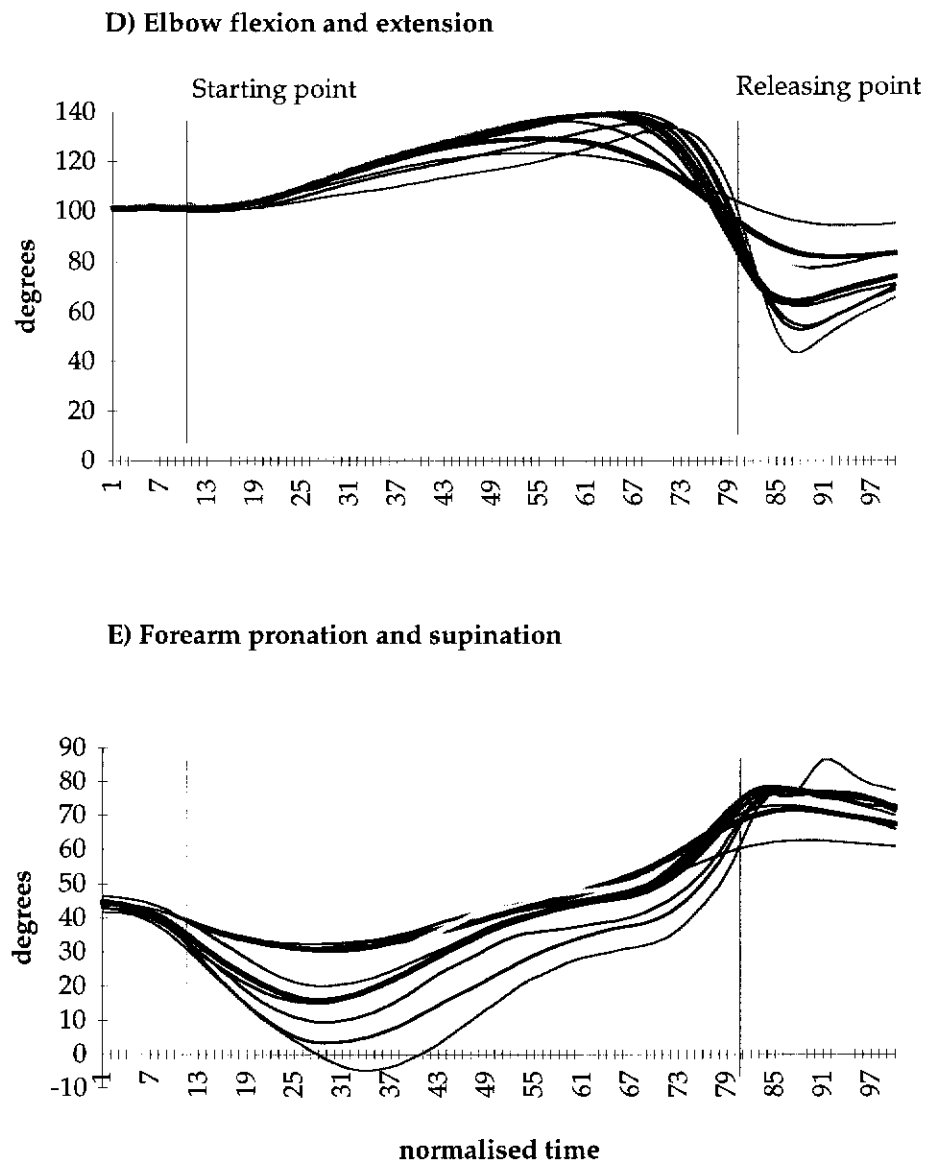 D) Elbow flexion and extension
Starting point
Releasing point
140
120
100
80
60
40
20
0
degrees
1 7 13 19 25 31 37 43 49 55 61 67 73 79 85 91 97
E) Forearm pronation and supination
90
80
70
60
50
40
30
20
10
0
-10
degrees
1 7 13 19 25 31 37 43 49 55 61 67 73 79 85 91 97
normalised time